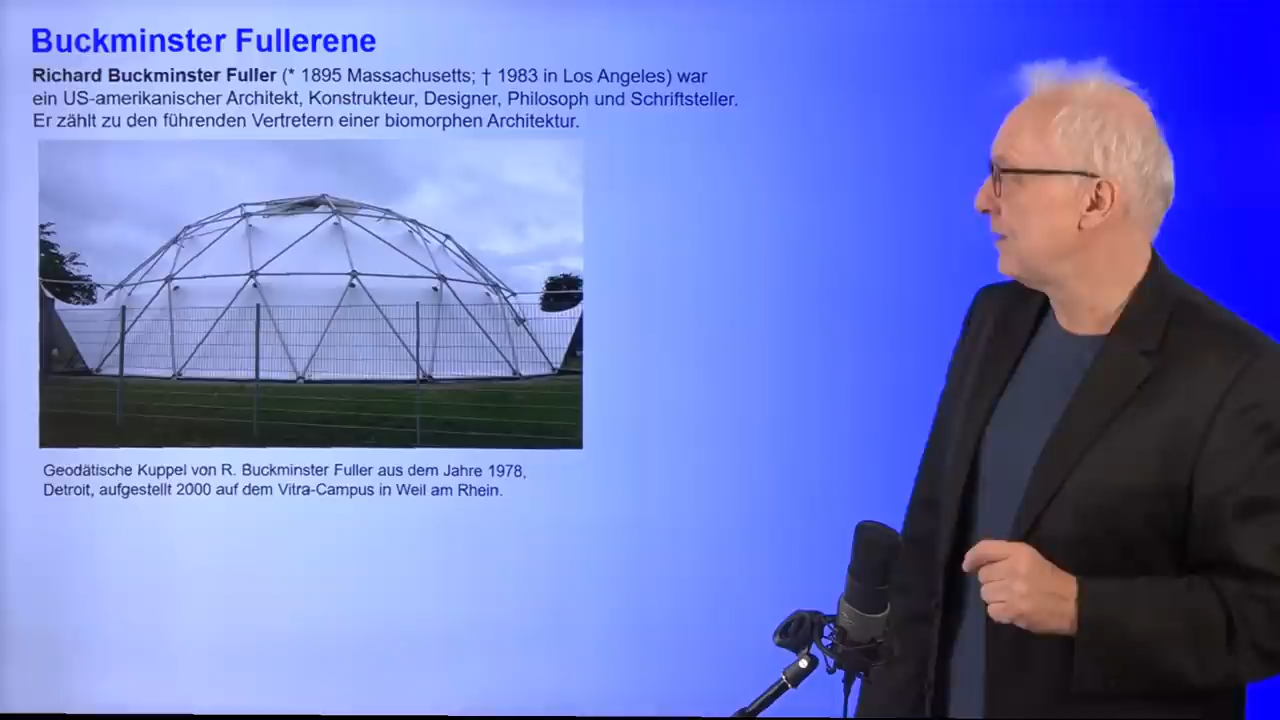 Buckminster Fullerene
Richard Buckminster Fuller (* 1895 Massachusetts; † 1983 in Los Angeles) war
ein US-amerikanischer Architekt, Konstrukteur, Designer, Philosoph und Schriftsteller.
Er zählt zu den führenden Vertretern einer biomorphen Architektur.
Geodätische Kuppel von R. Buckminster Fuller aus dem Jahre 1978,
Detroit, aufgestellt 2000 auf dem Vitra-Campus in Weil am Rhein.